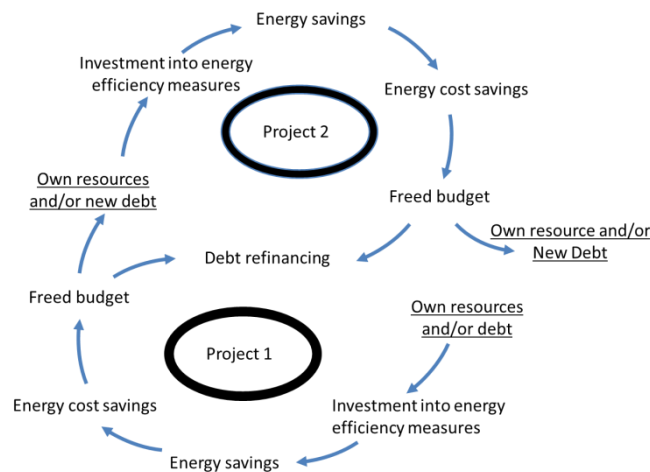 Energy savings
Investment into energy
efficiency measures
Energy cost savings
Project 2
Own resources
and/or new debt
Freed budget
Own resource and/or
New Debt
Debt refinancing
Freed budget
Own resources
and/or debt
Project 1
Energy cost savings
Investment into energy
efficiency measures
Energy savings